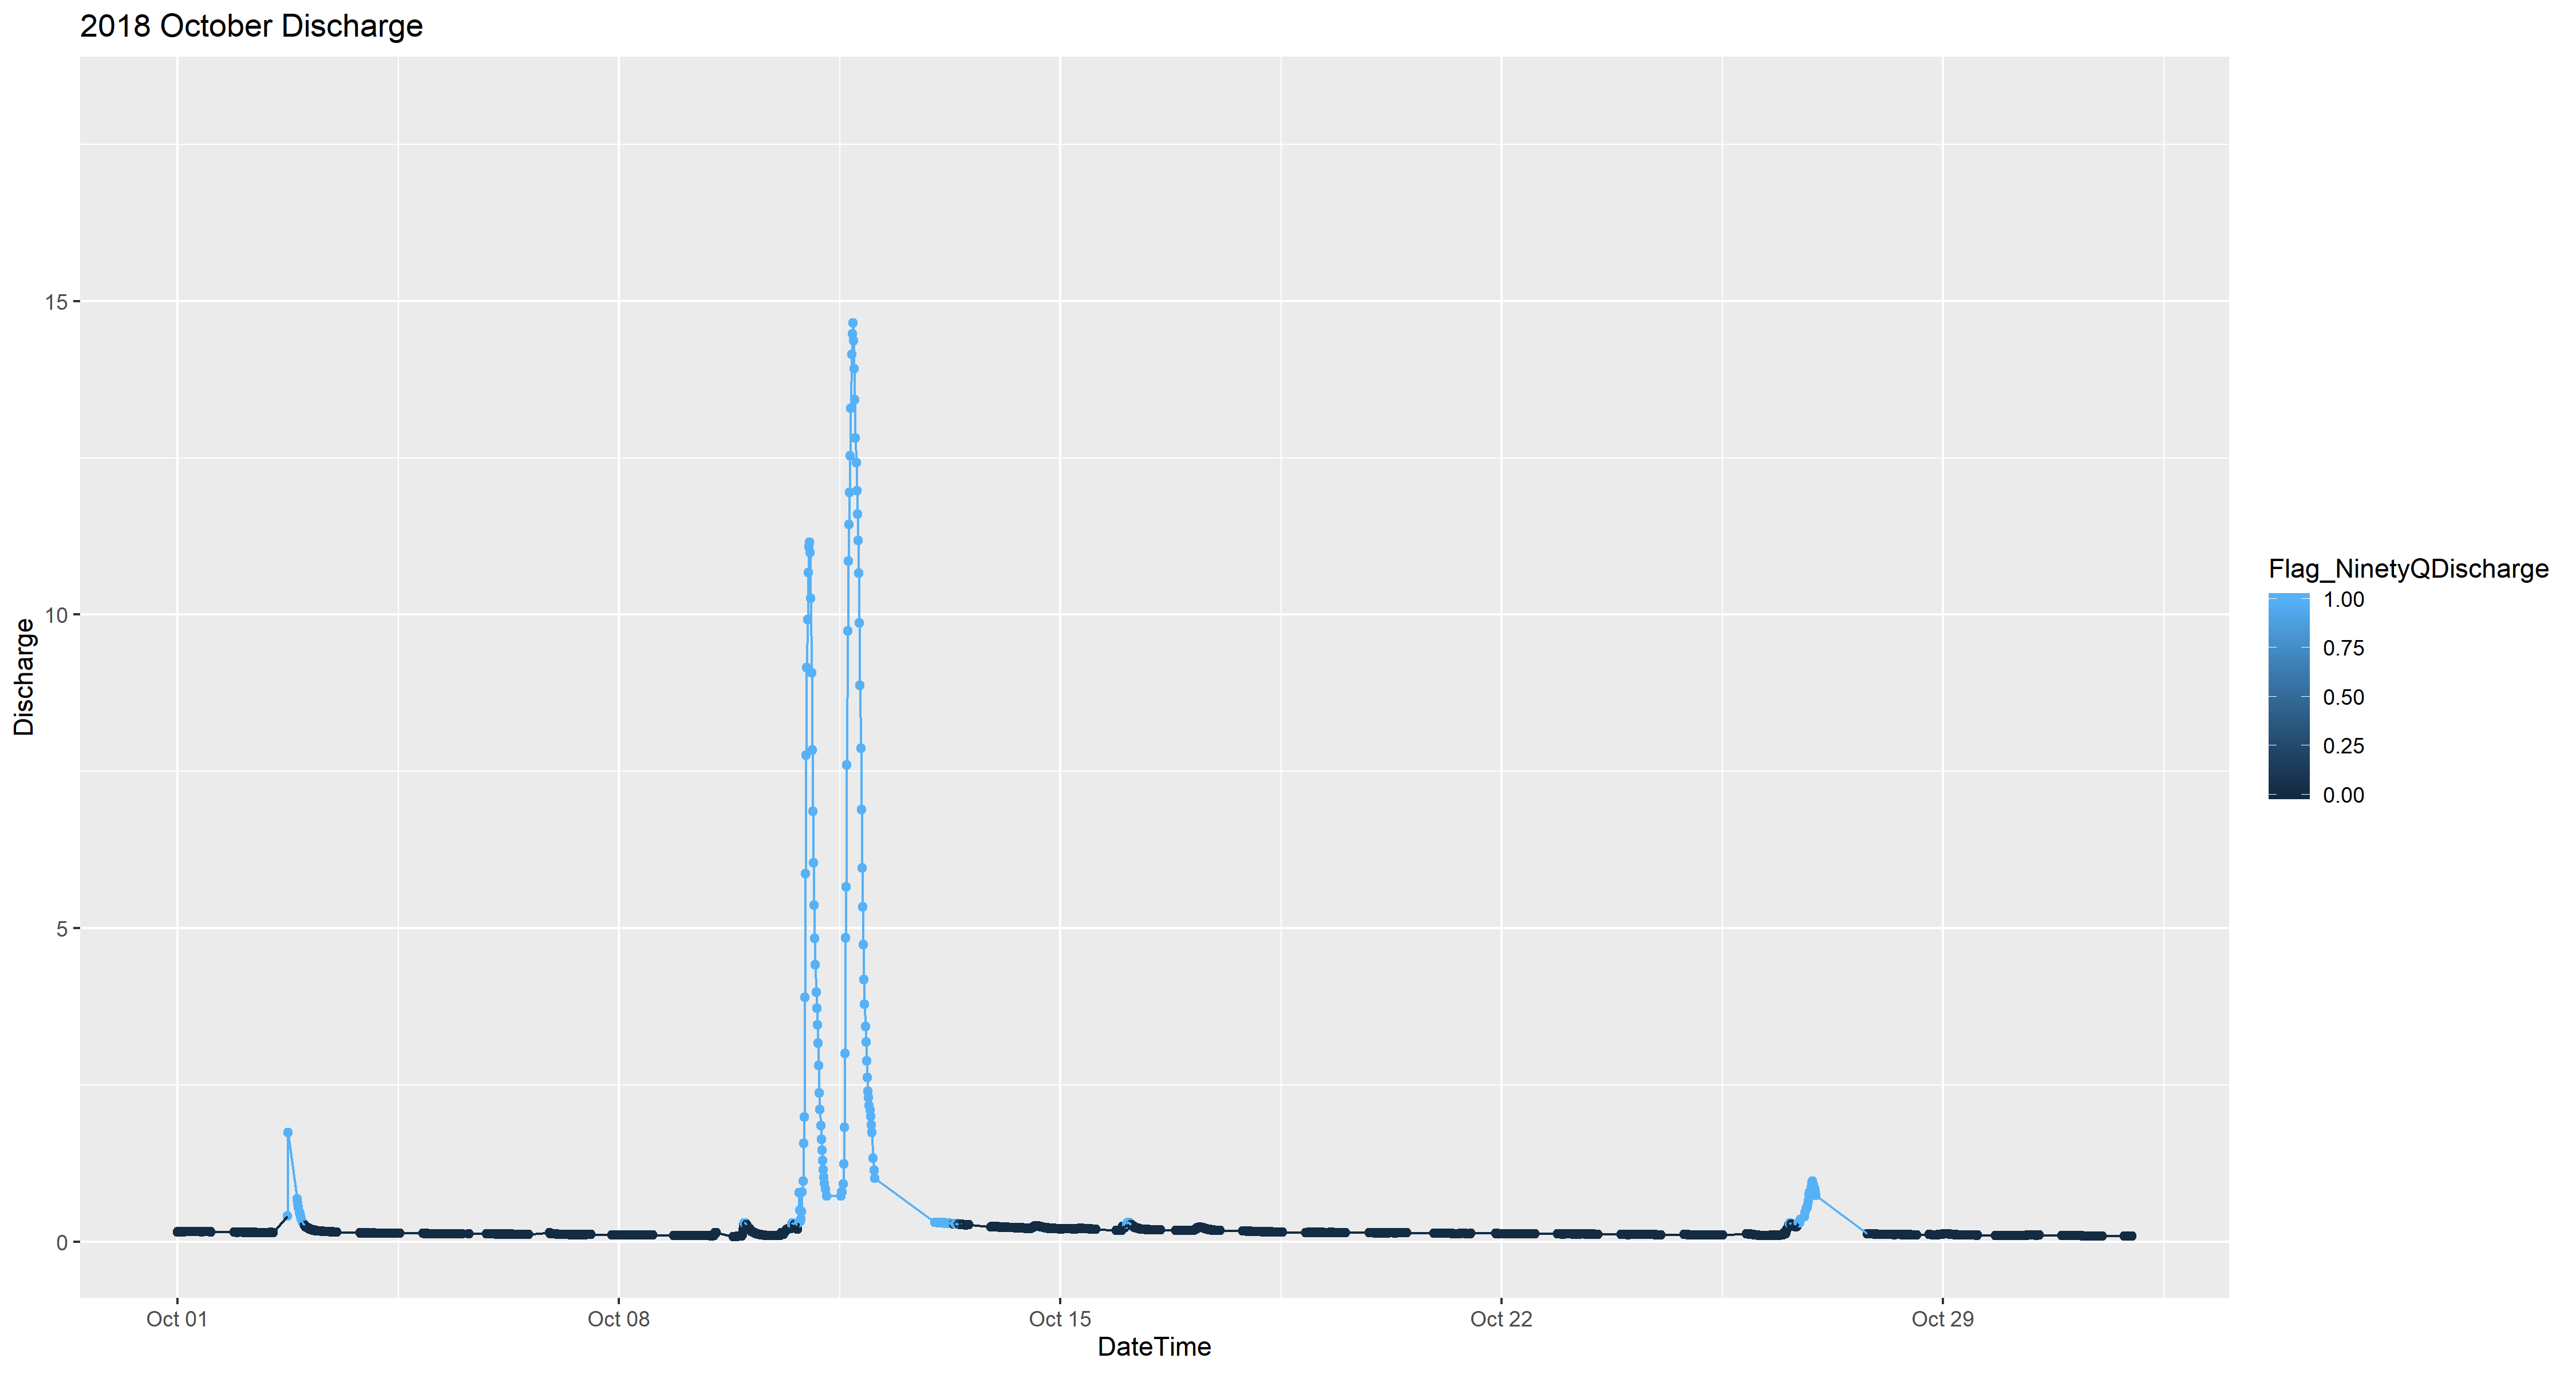 2018 October Discharge
15
10
5
0
Discharge
Oct 01
Oct 08
Oct 15
Oct 22
Oct 29
DateTime
Flag_NinetyQDischarge
1.00
0.75
0.50
0.25
0.00